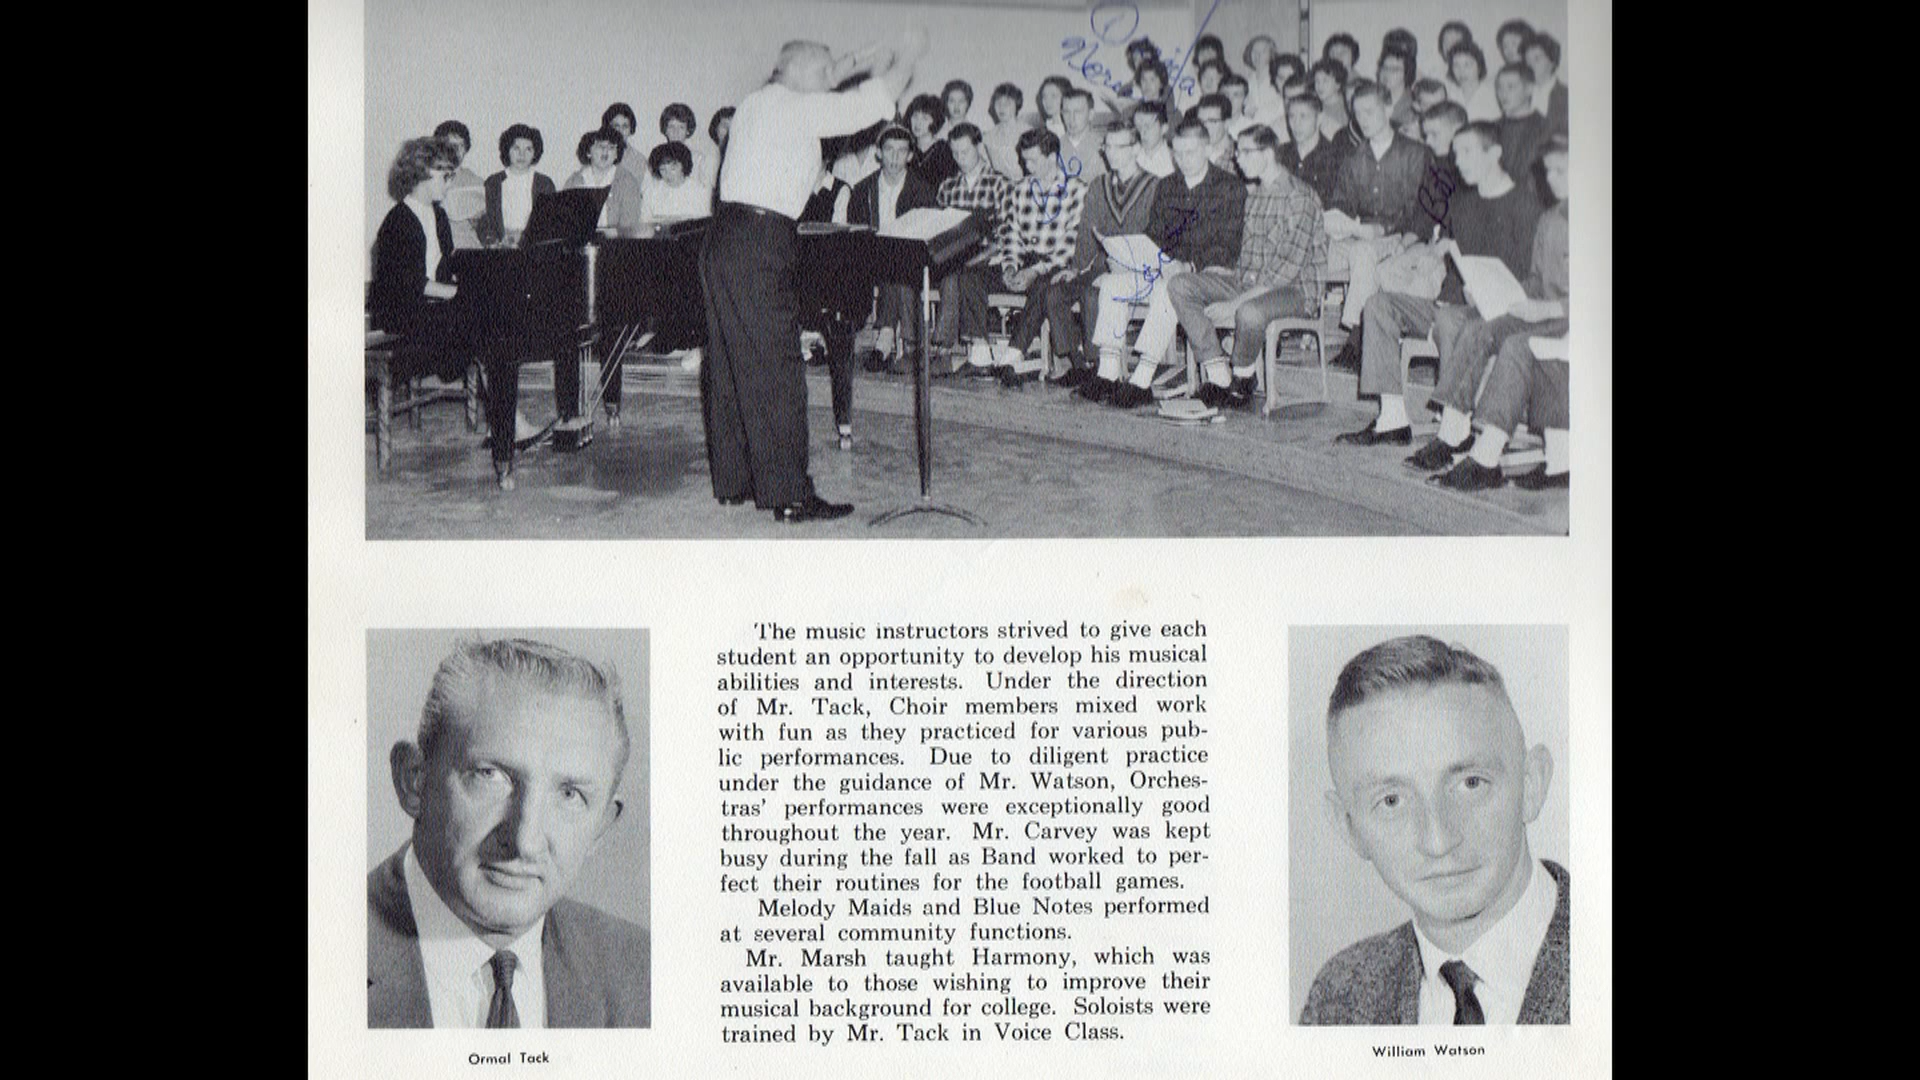 Bob
Bob
The music instructors strived to give each
student an opportunity to develop his musical
abilities and interests. Under the direction
of Mr. Tack, Choir members mixed work
with fun as they practiced for various pub-
lic performances. Due to diligent practice
under the guidance of Mr. Watson, Orches-
tras' performances were exceptionally good
throughout the year. Mr. Carvey was kept
busy during the fall as Band worked to per-
fect their routines for the football games.
Melody Maids and Blue Notes performed
at several community functions.
Mr. Marsh taught Harmony, which was
available to those wishing to improve their
musical background for college. Soloists were
trained by Mr. Tack in Voice Class.
Ormal Tack
William Watson